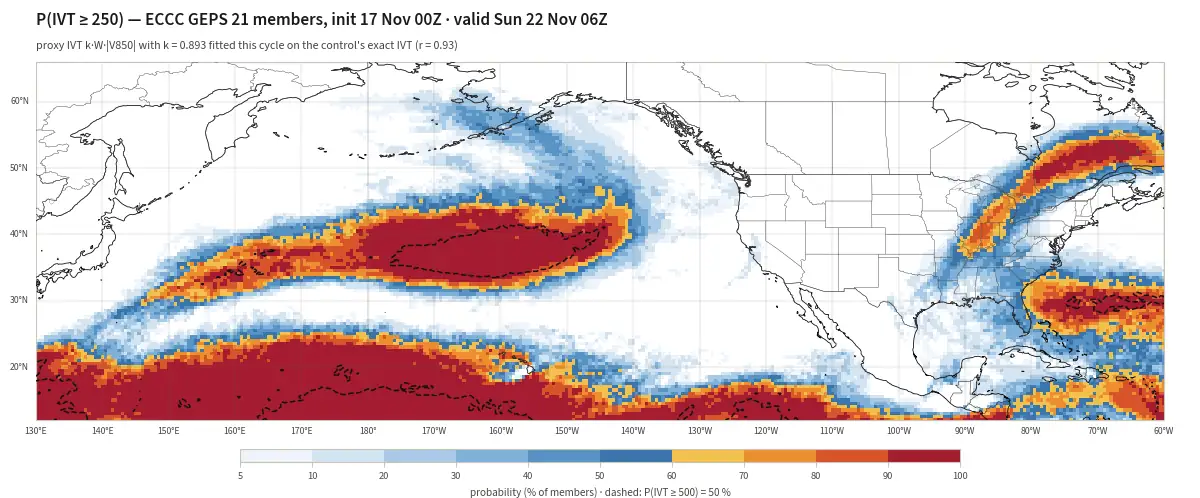 P(IVT ≥ 250) — ECCC GEPS 21 members, init 17 Nov 00Z · valid Sun 22 Nov 06Z
proxy IVT k·W·|V850| with k = 0.893 fitted this cycle on the control's exact IVT (r = 0.93)
60°N
50°N
40°N
30°N
20°N
130°E 140°E 150°E 160°E 170°E 180° 170°W 160°W 150°W 140°W 130°W 120°W 110°W 100°W 90°W 80°W 70°W 60°W
5 10 20 30 40 50 60 70 80 90 100
probability (% of members) · dashed: P(IVT ≥ 500) = 50 %